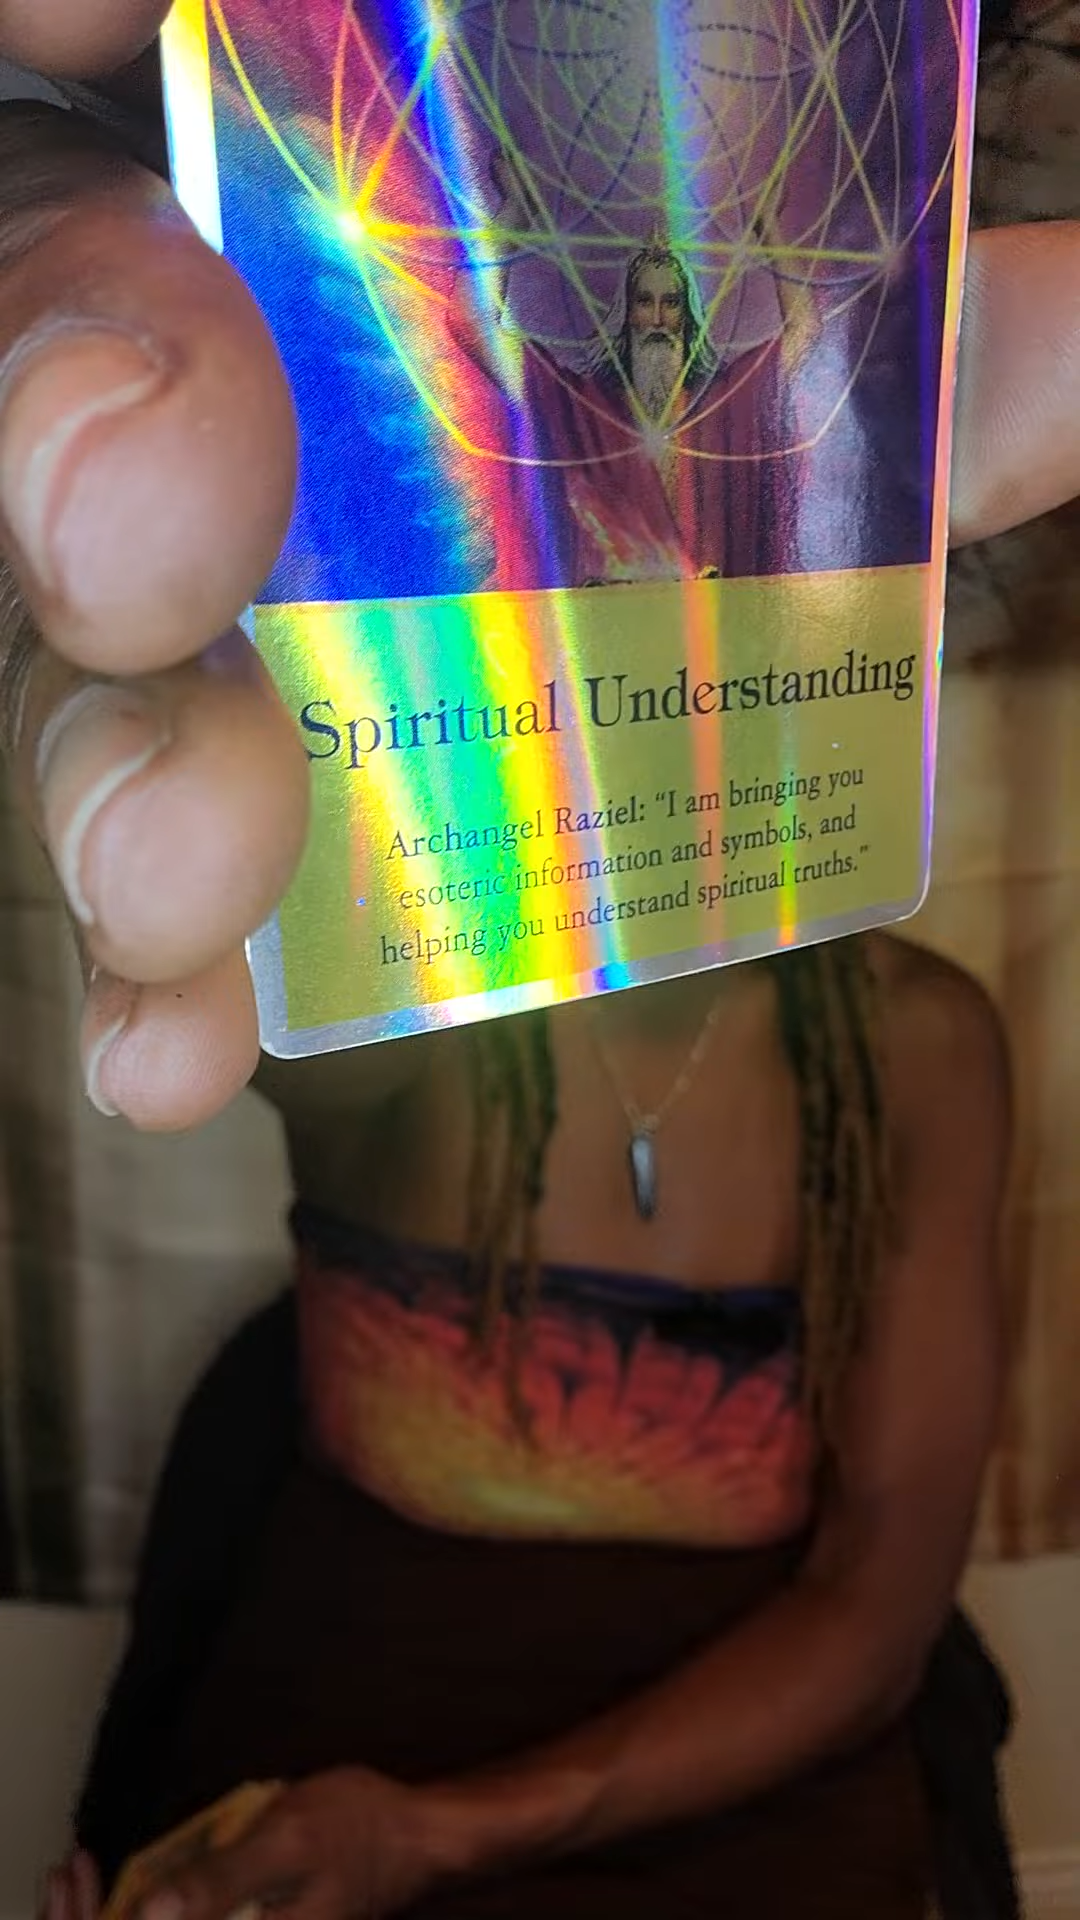 Spiritual Understanding
Archangel Raziel: “I am bringing you
esoteric information and symbols, and
helping you understand spiritual truths.”